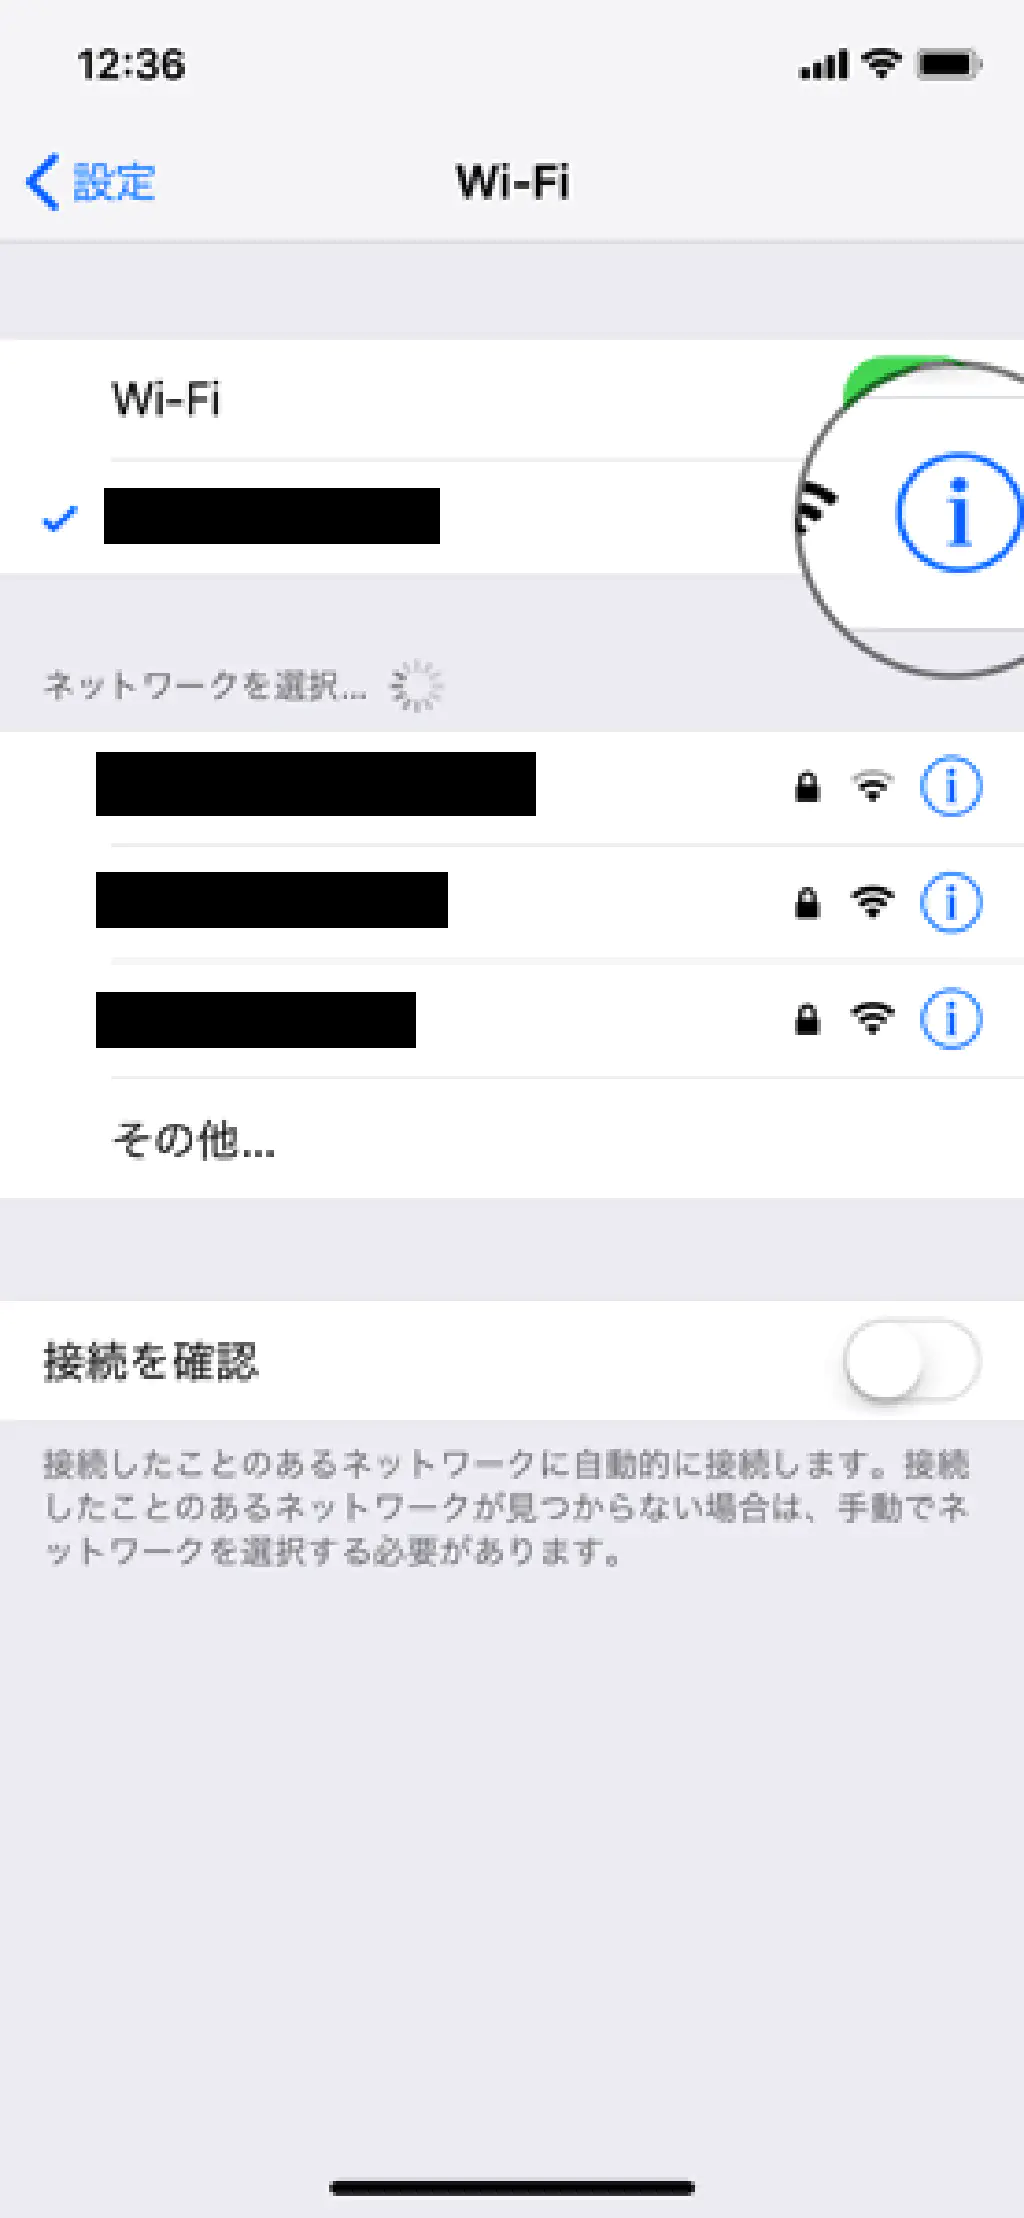 12:36
設定
Wi-Fi
Wi-Fi
ネットワークを選択...
その他...
接続を確認
接続したことのあるネットワークに自動的に接続します。接続
したことのあるネットワークが見つからない場合は、手動でネ
ットワークを選択する必要があります。